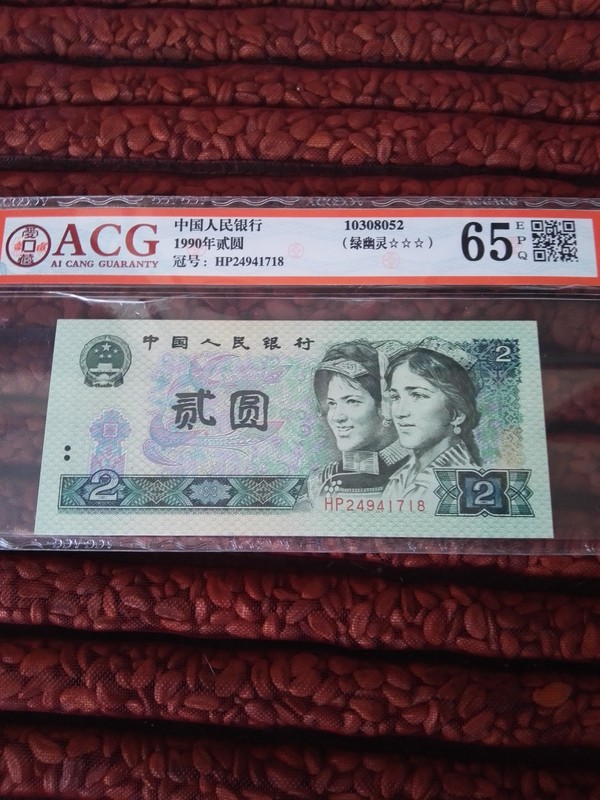 ACG
AI CANG GUARANTY
中国人民银行
1990年贰圆
冠号: HP24941718
10308052
(绿幽灵☆☆☆)
65
EPQ
中国人民银行
贰圆
2
2
HP24941718
2